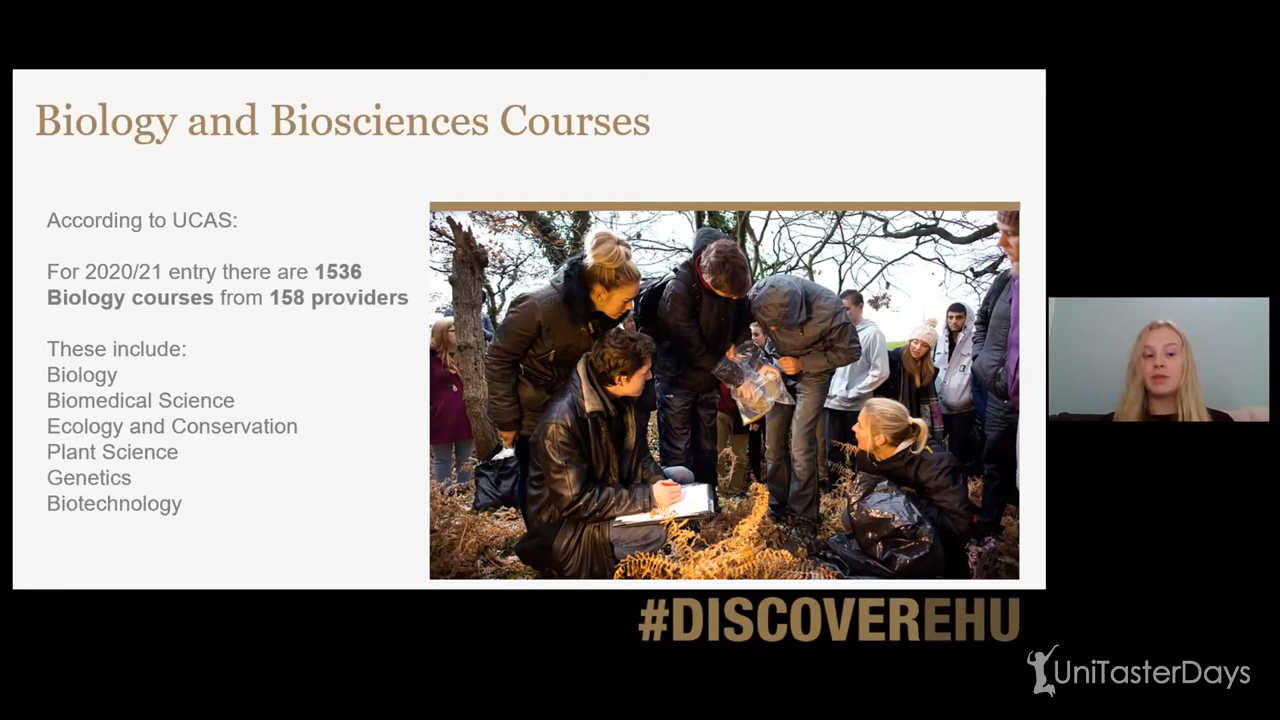 Biology and Biosciences Courses
According to UCAS:
For 2020/21 entry there are 1536
Biology courses from 158 providers
These include:
Biology
Biomedical Science
Ecology and Conservation
Plant Science
Genetics
Biotechnology
#DISCOVEREHU
UniTasterDays